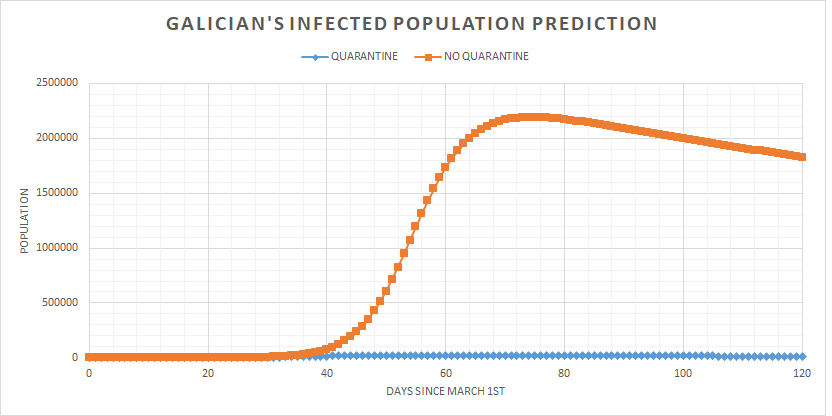 GALICIAN'S INFECTED POPULATION PREDICTION
QUARANTINE NO QUARANTINE
2500000
2000000
1500000
1000000
500000
0
POPULATION
0 20 40 60 80 100 120
DAYS SINCE MARCH 1ST